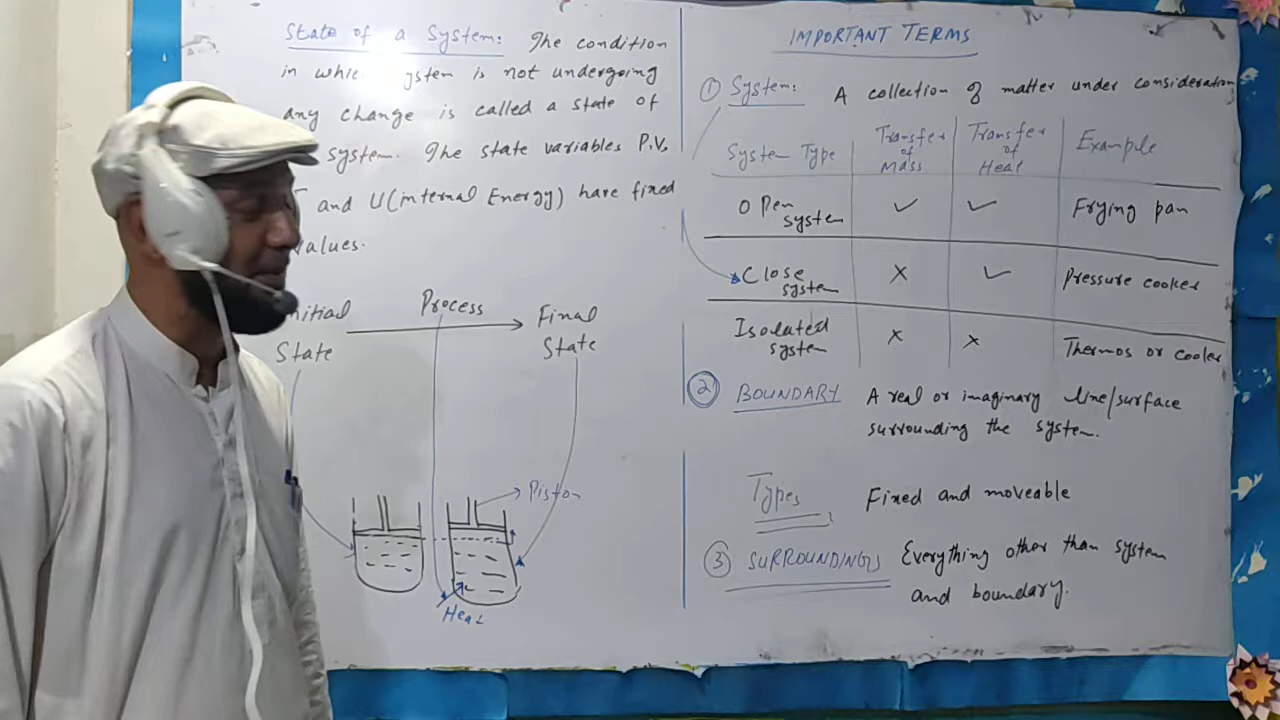 State of a System: The condition
in whic ystem is not undergoing
any change is called a state of
system. The state variables P.V,
T and U(internal Energy) have fixed
values.
Initial
State
Process
Final
State
Piston
Heat
IMPORTANT TERMS
① System: A collection of matter under consideration
System Type Transfer of Mass Transfer of Heat Example
Open system ✓ ✓ Frying pan
Close system × ✓ Pressure cooker
Isolated system × × Thermos or cooler
② BOUNDARY A real or imaginary line/surface
surrounding the system.
Types Fixed and moveable
③ SURROUNDINGS Everything other than system
and boundary.